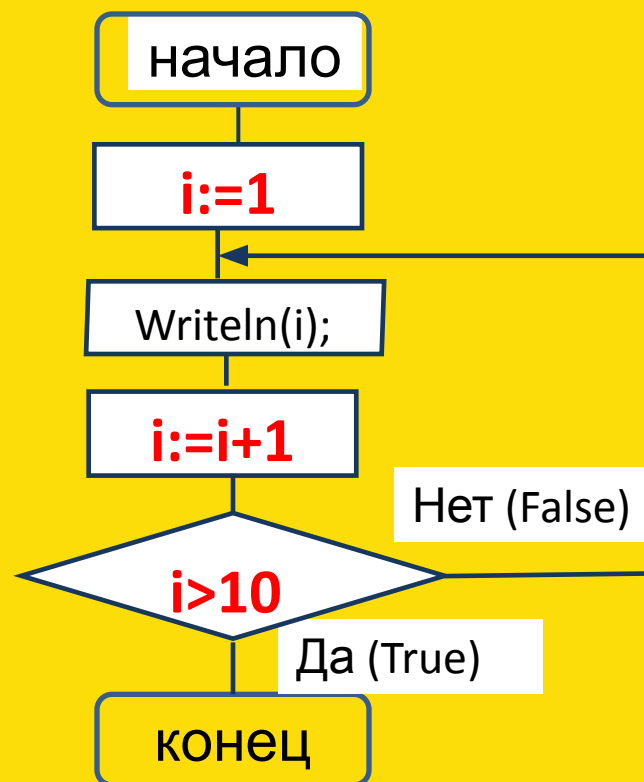 начало
i:=1
Writeln(i);
i:=i+1
Нет (False)
i>10
Да (True)
конец